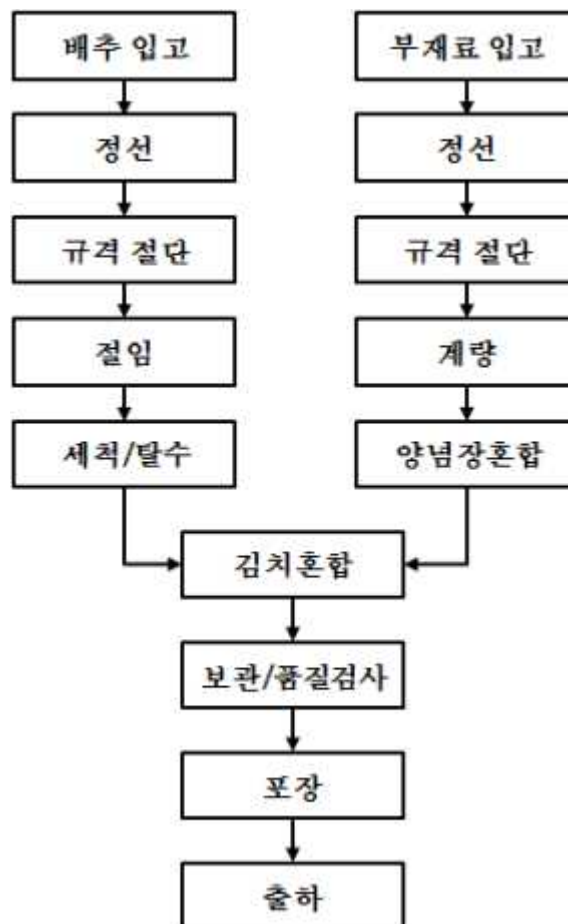 배추 입고
부재료 입고
정선
정선
규격 절단
규격 절단
절임
계량
세척/탈수
양념장혼합
김치혼합
보관/품질검사
포장
출하